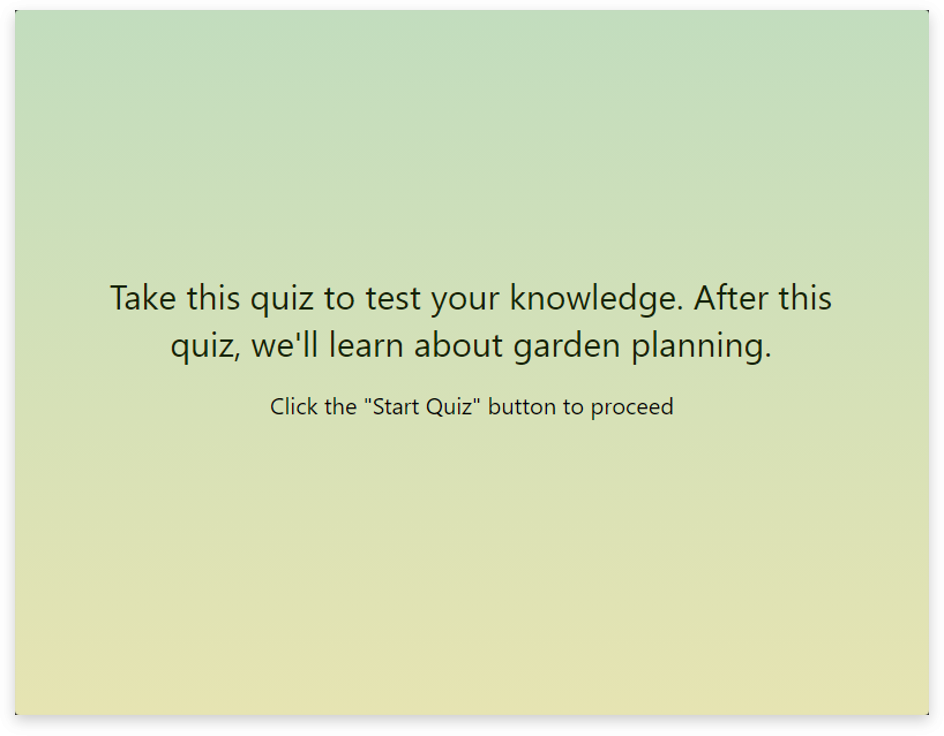 Take this quiz to test your knowledge. After this
quiz, we'll learn about garden planning.
Click the "Start Quiz" button to proceed